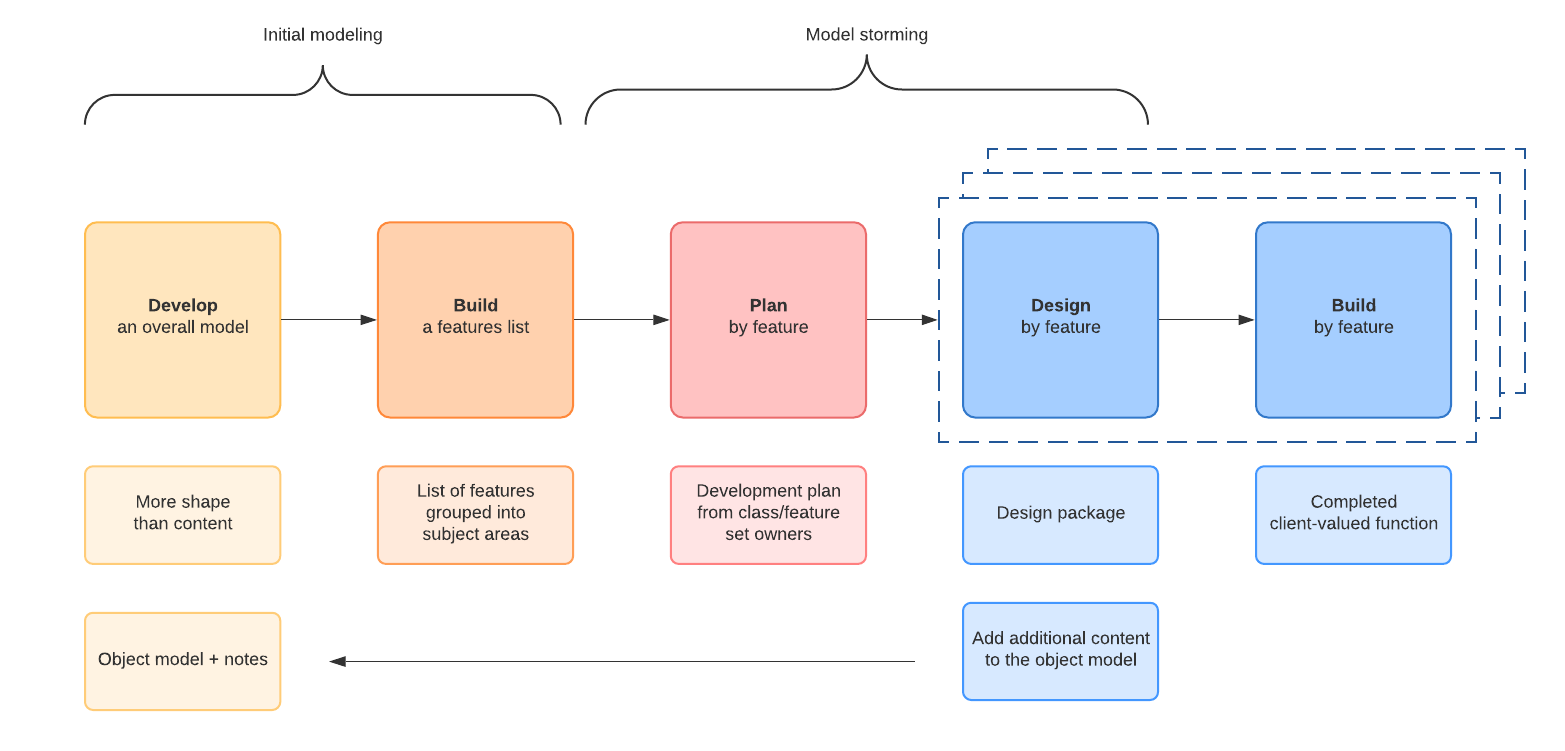 Initial modeling
Model storming
Develop
an overall model
Build
a features list
Plan
by feature
Design
by feature
Build
by feature
More shape
than content
List of features
grouped into
subject areas
Development plan
from class/feature
set owners
Design package
Completed
client-valued function
Object model + notes
Add additional content
to the object model